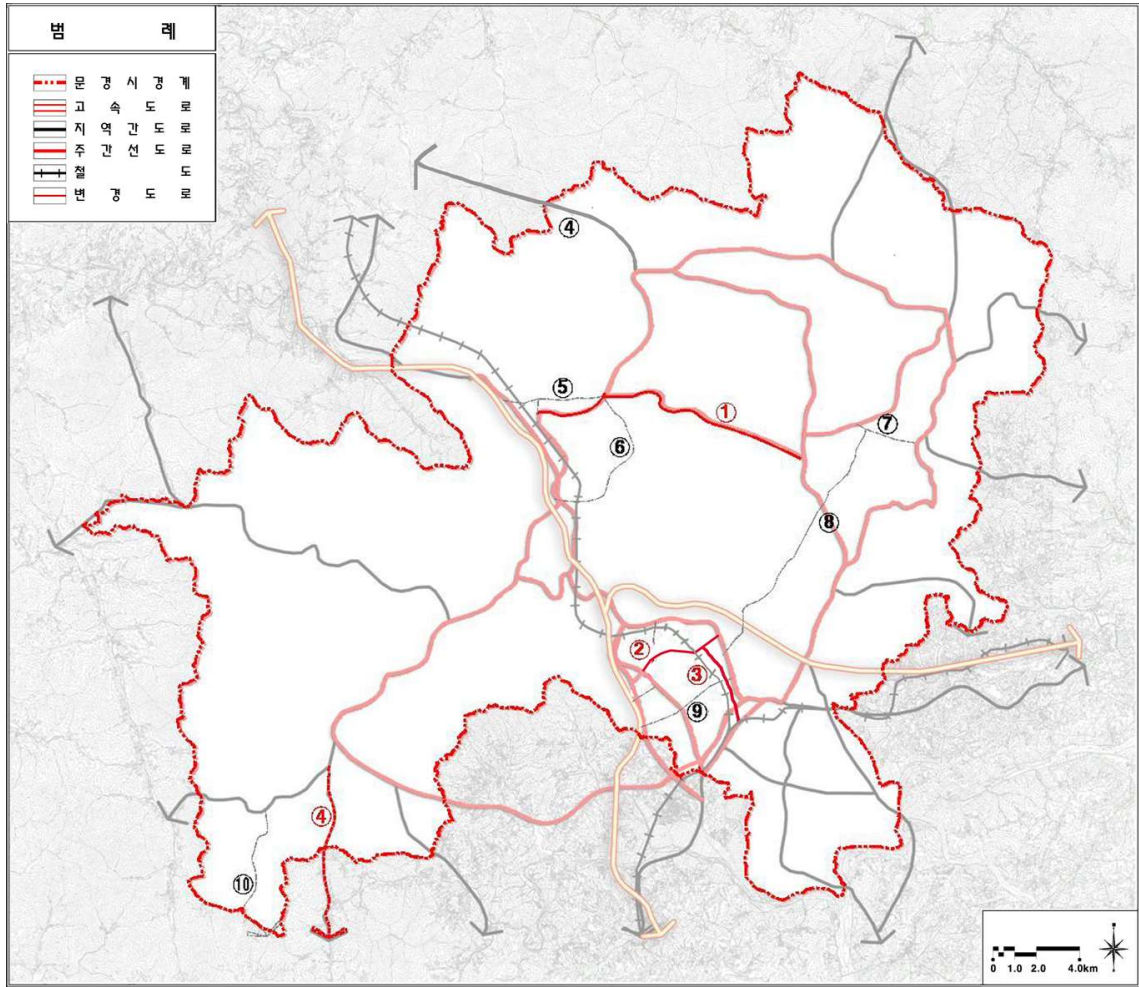 범 례
문 경 시 경 계
고 속 도 로
지 역 간 도 로
주 간 선 도 로
철 도
변 경 도 로
④
⑤
①
⑥
⑦
⑧
②
③
⑨
④
⑩
0 1.0 2.0 4.0km